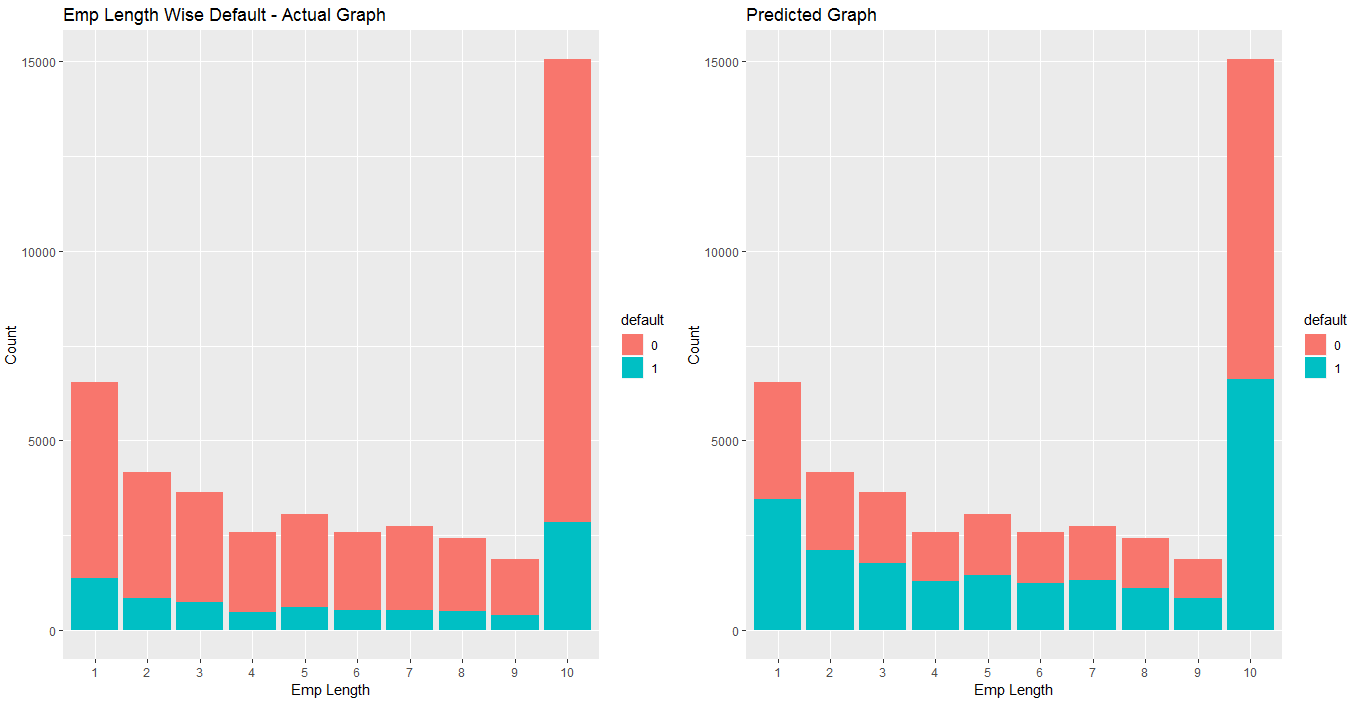 Emp Length Wise Default - Actual Graph
Count
15000
10000
5000
0
1 2 3 4 5 6 7 8 9 10
Emp Length
default
0
1
Predicted Graph
Count
15000
10000
5000
0
1 2 3 4 5 6 7 8 9 10
Emp Length
default
0
1